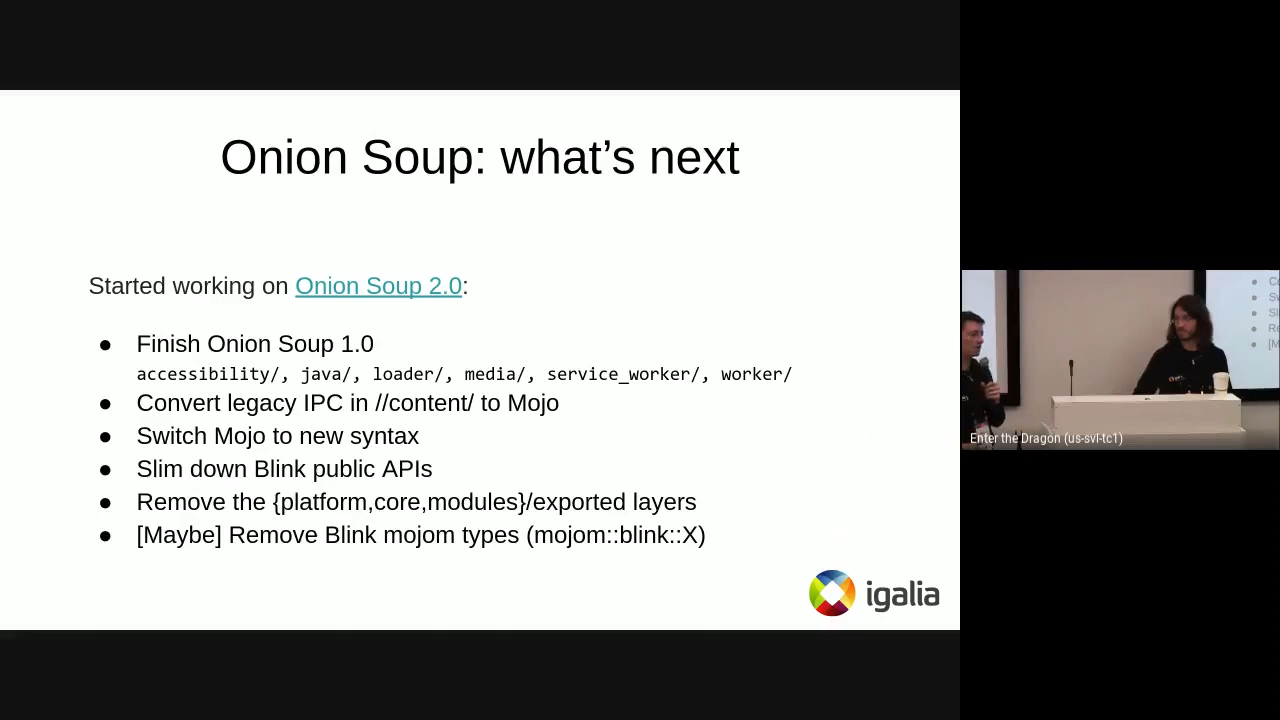 Onion Soup: what's next
Started working on Onion Soup 2.0:
● Finish Onion Soup 1.0
accessibility/, java/, loader/, media/, service_worker/, worker/
● Convert legacy IPC in //content/ to Mojo
● Switch Mojo to new syntax
● Slim down Blink public APIs
● Remove the {platform,core,modules}/exported layers
● [Maybe] Remove Blink mojom types (mojom::blink::X)
igalia
Enter the Dragon (us-svl-tc1)